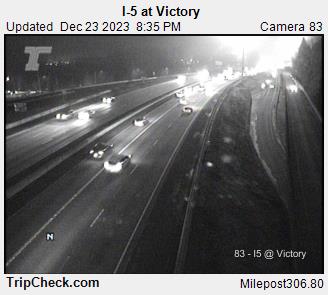 I-5 at Victory
Updated Dec 23 2023 8:35 PM Camera 83
T
N
83 - I5 @ Victory
TripCheck.com Milepost306.80